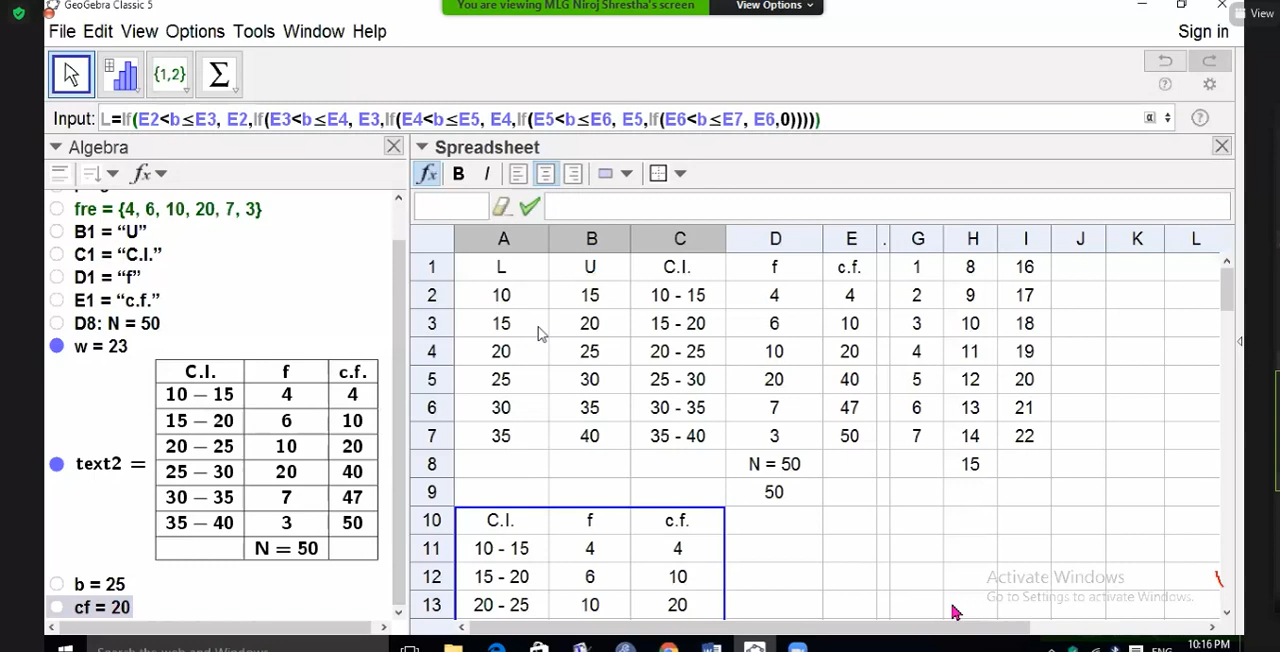 GeoGebra Classic 5
You are viewing MLG Niroj Shrestha's screen
View Options
View
File Edit View Options Tools Window Help
Sign in
{1,2}
Σ
Input: L=If(E2<b≤E3, E2,If(E3<b≤E4, E3,If(E4<b≤E5, E4,If(E5<b≤E6, E5,If(E6<b≤E7, E6,0)))))
α
Algebra
Spreadsheet
fx
fx B I
fre = {4, 6, 10, 20, 7, 3}
B1 = “U”
C1 = “C.I.”
D1 = “f”
E1 = “c.f.”
D8: N = 50
w = 23
C.I. f c.f.
10 – 15 4 4
15 – 20 6 10
20 – 25 10 20
text2 =
25 – 30 20 40
30 – 35 7 47
35 – 40 3 50
N = 50
b = 25
cf = 20
A B C D E . G H I J K L
1 L U C.I. f c.f. 1 8 16
2 10 15 10 - 15 4 4 2 9 17
3 15 20 15 - 20 6 10 3 10 18
4 20 25 20 - 25 10 20 4 11 19
5 25 30 25 - 30 20 40 5 12 20
6 30 35 30 - 35 7 47 6 13 21
7 35 40 35 - 40 3 50 7 14 22
8 N = 50 15
9 50
10 C.I. f c.f.
11 10 - 15 4 4
12 15 - 20 6 10
13 20 - 25 10 20
Activate Windows
Go to Settings to activate Windows.
Search the web and Windows
ENG
10:16 PM